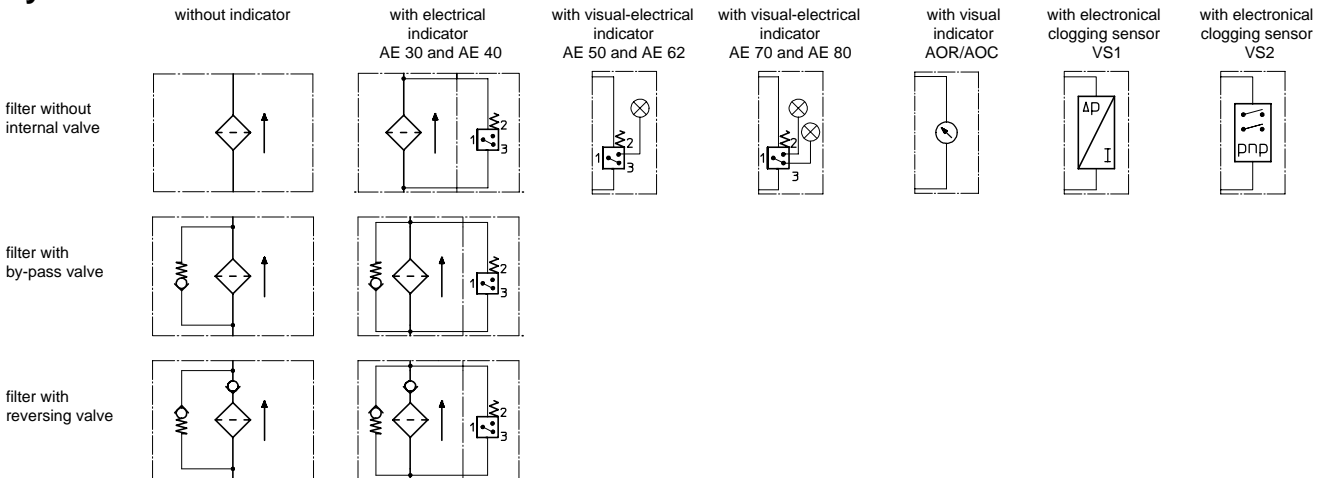 without indicator
with electrical
indicator
AE 30 and AE 40
with visual-electrical
indicator
AE 50 and AE 62
with visual-electrical
indicator
AE 70 and AE 80
with visual
indicator
AOR/AOC
with electronical
clogging sensor
VS1
with electronical
clogging sensor
VS2
filter without
internal valve
1
2
3
1
2
3
1
2
3
Δp
I
pnp
filter with
by-pass valve
1
2
3
filter with
reversing valve
1
2
3